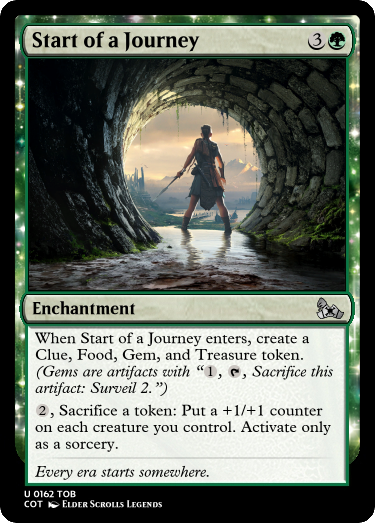 Start of a Journey 3
Enchantment
When Start of a Journey enters, create a
Clue, Food, Gem, and Treasure token.
(Gems are artifacts with “1, , Sacrifice this
artifact: Surveil 2.”)
2, Sacrifice a token: Put a +1/+1 counter
on each creature you control. Activate only
as a sorcery.
Every era starts somewhere.
U 0162 TOB
COT Elder Scrolls Legends